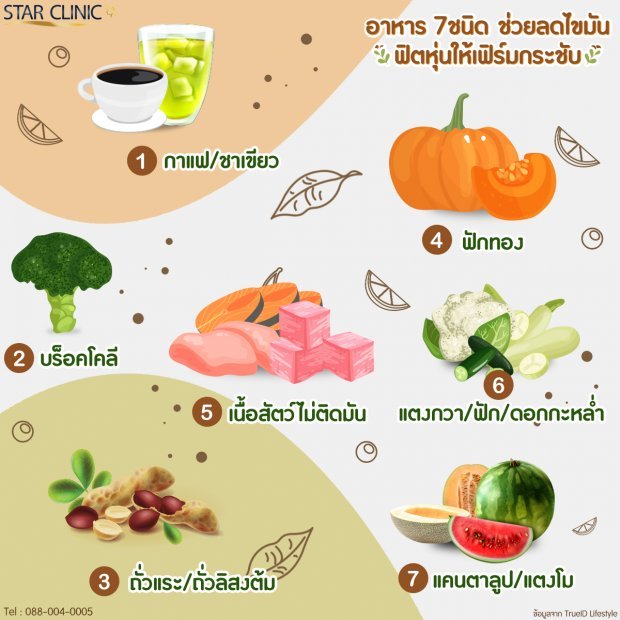 STAR CLINIC
อาหาร 7ชนิด ช่วยลดไขมัน
ฟิตหุ่นให้เฟิร์มกระชับ
1 กาแฟ/ชาเขียว
2 บร็อคโคลี
3 ถั่วแระ/ถั่วลิสงต้ม
4 ฟักทอง
5 เนื้อสัตว์ไม่ติดมัน
6
แตงกวา/ฟัก/ดอกกะหล่ำ
7 แคนตาลูป/แตงโม
Tel : 088-004-0005
ข้อมูลจาก TrueID Lifestyle